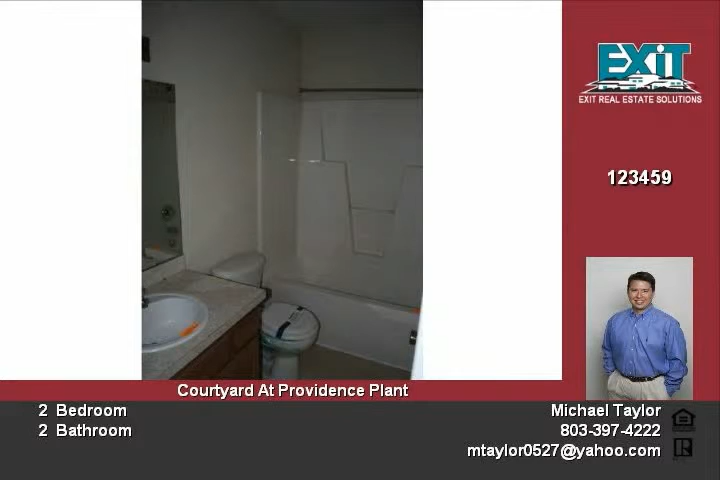 EXIT
EXIT REAL ESTATE SOLUTIONS
123459
Courtyard At Providence Plant
2 Bedroom
2 Bathroom
Michael Taylor
803-397-4222
mtaylor0527@yahoo.com